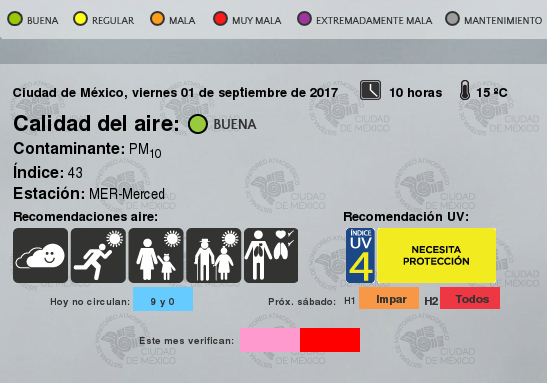 BUENA REGULAR MALA MUY MALA EXTREMADAMENTE MALA MANTENIMIENTO
Ciudad de México, viernes 01 de septiembre de 2017 10 horas 15 ºC
Calidad del aire: BUENA
Contaminante: PM10
Índice: 43
Estación: MER-Merced
Recomendaciones aire:
Recomendación UV:
ÍNDICE
UV
4
NECESITA
PROTECCIÓN
Hoy no circulan: 9 y 0
Próx. sábado: H1 Impar H2 Todos
Este mes verifican: